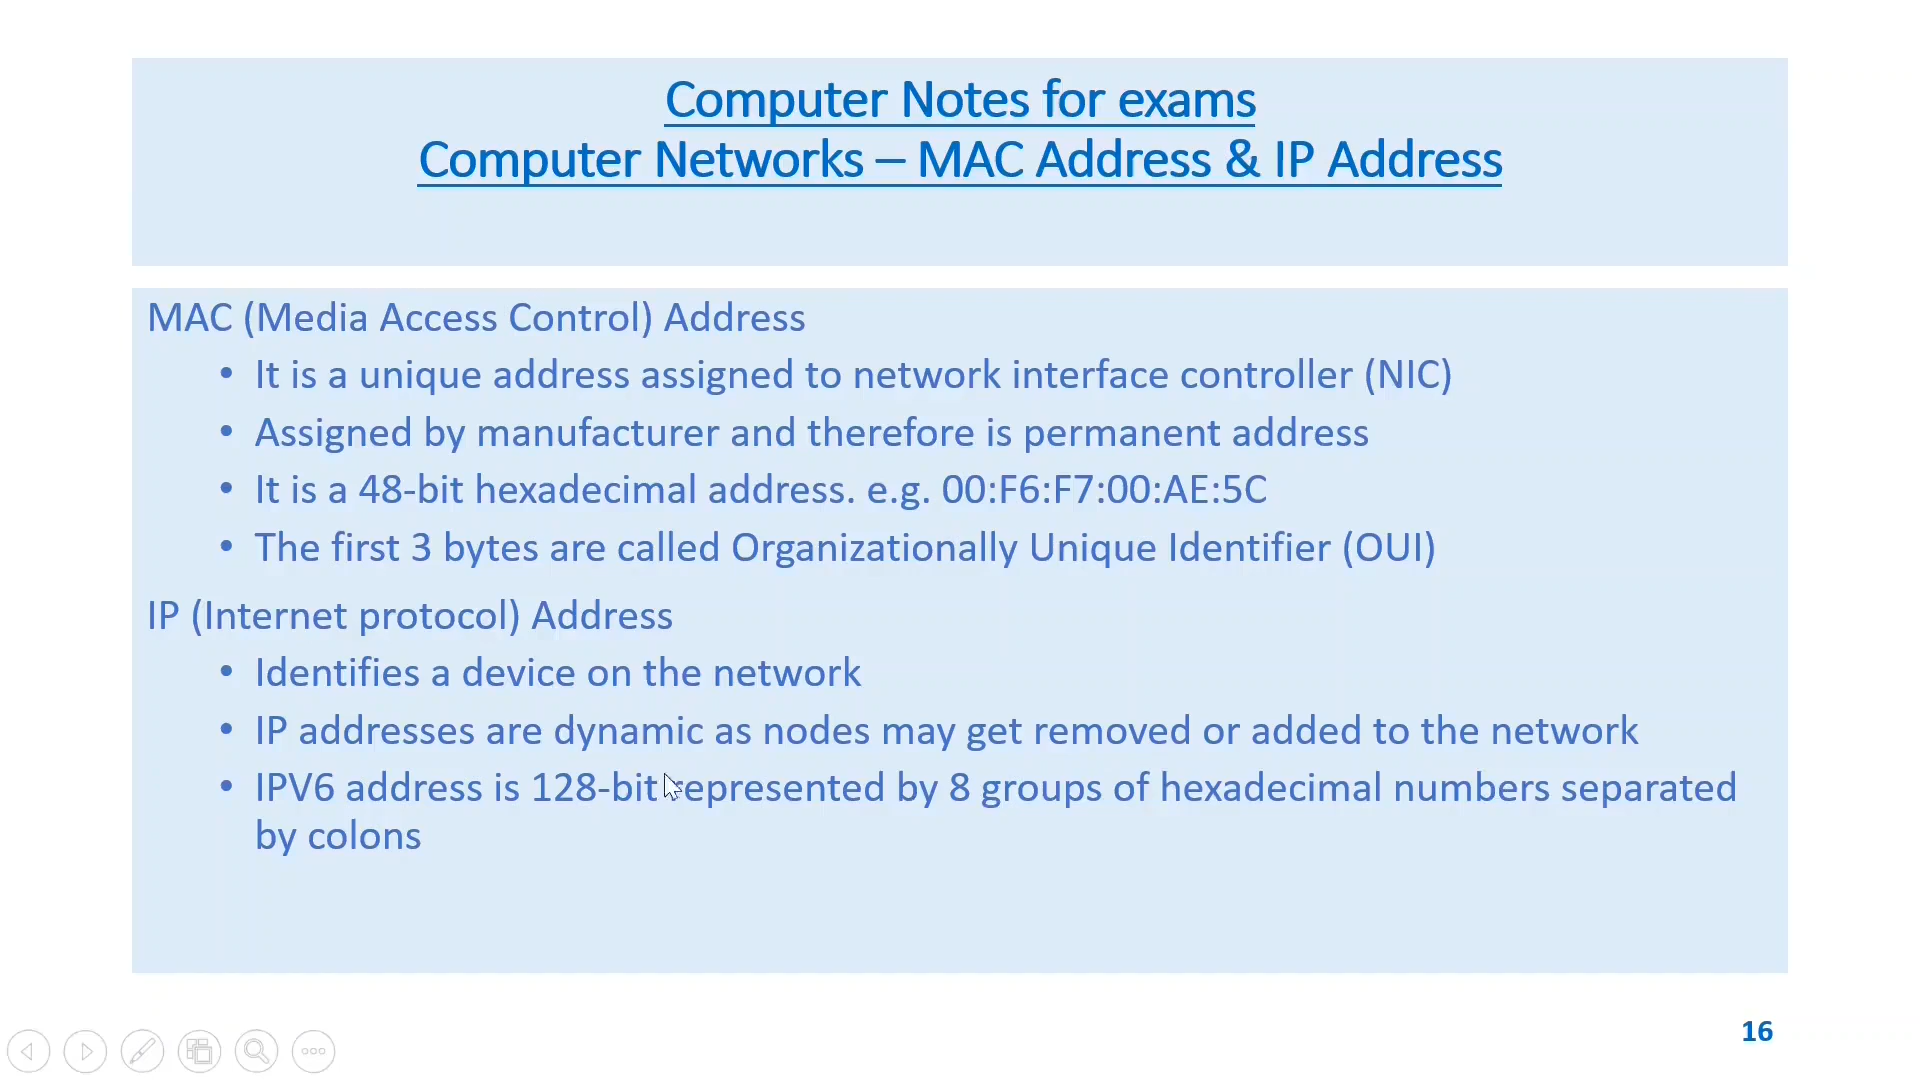 Computer Notes for exams
Computer Networks – MAC Address & IP Address
MAC (Media Access Control) Address
• It is a unique address assigned to network interface controller (NIC)
• Assigned by manufacturer and therefore is permanent address
• It is a 48-bit hexadecimal address. e.g. 00:F6:F7:00:AE:5C
• The first 3 bytes are called Organizationally Unique Identifier (OUI)
IP (Internet protocol) Address
• Identifies a device on the network
• IP addresses are dynamic as nodes may get removed or added to the network
• IPV6 address is 128-bit represented by 8 groups of hexadecimal numbers separated
by colons
16